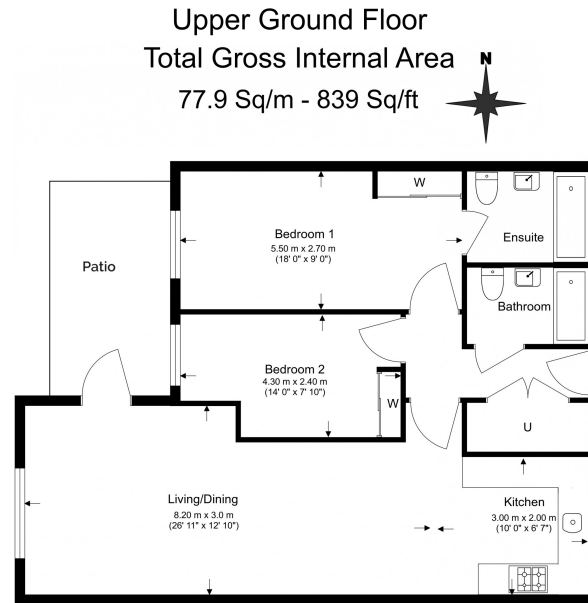 Upper Ground Floor
Total Gross Internal Area
77.9 Sq/m - 839 Sq/ft
N
W
Bedroom 1
5.50 m x 2.70 m
(18' 0" x 9' 0")
Ensuite
Patio
Bathroom
Bedroom 2
4.30 m x 2.40 m
(14' 0" x 7' 10")
W
U
Living/Dining
8.20 m x 3.0 m
(26' 11" x 12' 10")
Kitchen
3.00 m x 2.00 m
(10' 0" x 6' 7")